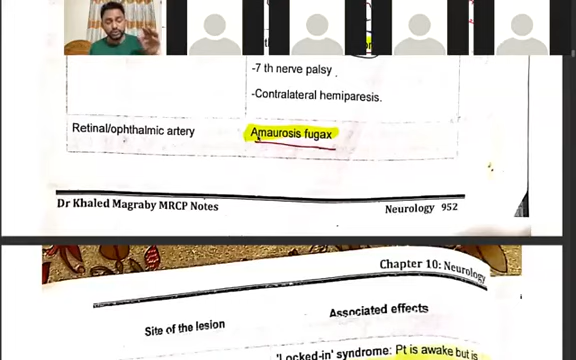 -7 th nerve palsy .
-Contralateral hemiparesis.
Retinal/ophthalmic artery Amaurosis fugax
Dr Khaled Magraby MRCP Notes Neurology 952
Chapter 10: Neurology
Site of the lesion Associated effects
'Locked-in' syndrome: Pt is awake but is